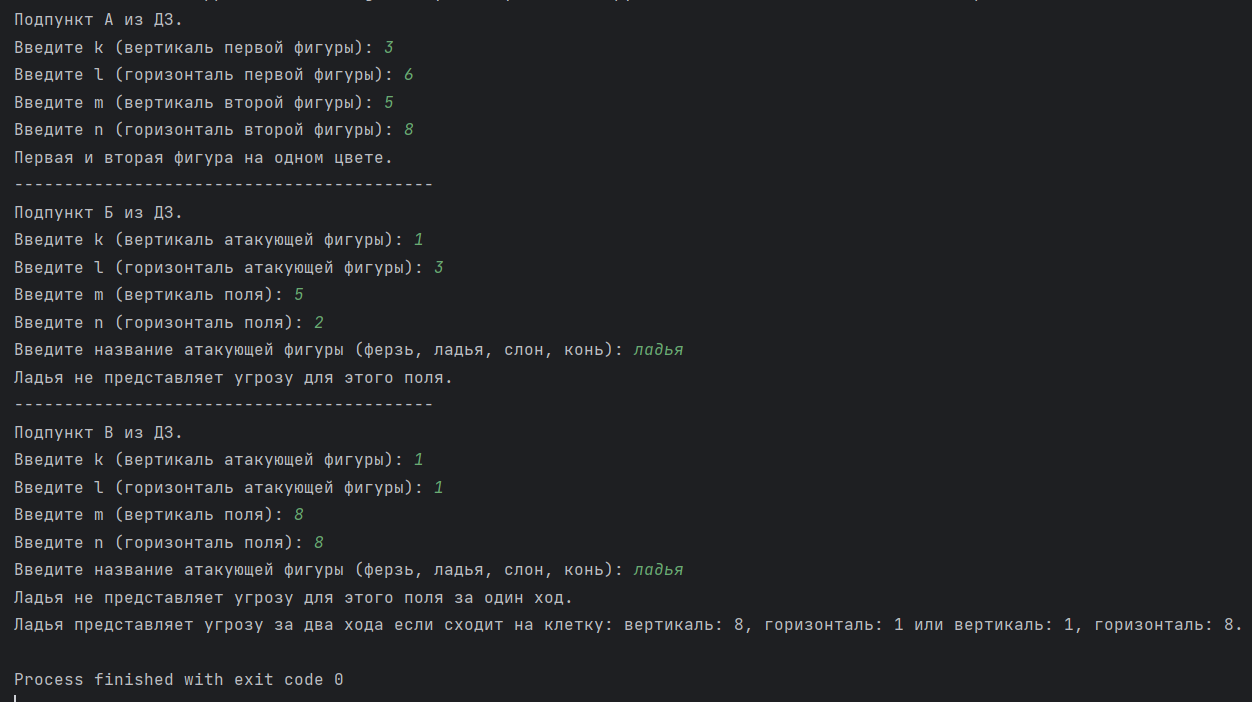 Подпункт А из ДЗ.
Введите k (вертикаль первой фигуры): 3
Введите l (горизонталь первой фигуры): 6
Введите m (вертикаль второй фигуры): 5
Введите n (горизонталь второй фигуры): 8
Первая и вторая фигура на одном цвете.
------------------------------------------
Подпункт Б из ДЗ.
Введите k (вертикаль атакующей фигуры): 1
Введите l (горизонталь атакующей фигуры): 3
Введите m (вертикаль поля): 5
Введите n (горизонталь поля): 2
Введите название атакующей фигуры (ферзь, ладья, слон, конь): ладья
Ладья не представляет угрозу для этого поля.
------------------------------------------
Подпункт В из ДЗ.
Введите k (вертикаль атакующей фигуры): 1
Введите l (горизонталь атакующей фигуры): 1
Введите m (вертикаль поля): 8
Введите n (горизонталь поля): 8
Введите название атакующей фигуры (ферзь, ладья, слон, конь): ладья
Ладья не представляет угрозу для этого поля за один ход.
Ладья представляет угрозу за два хода если сходит на клетку: вертикаль: 8, горизонталь: 1 или вертикаль: 1, горизонталь: 8.
Process finished with exit code 0